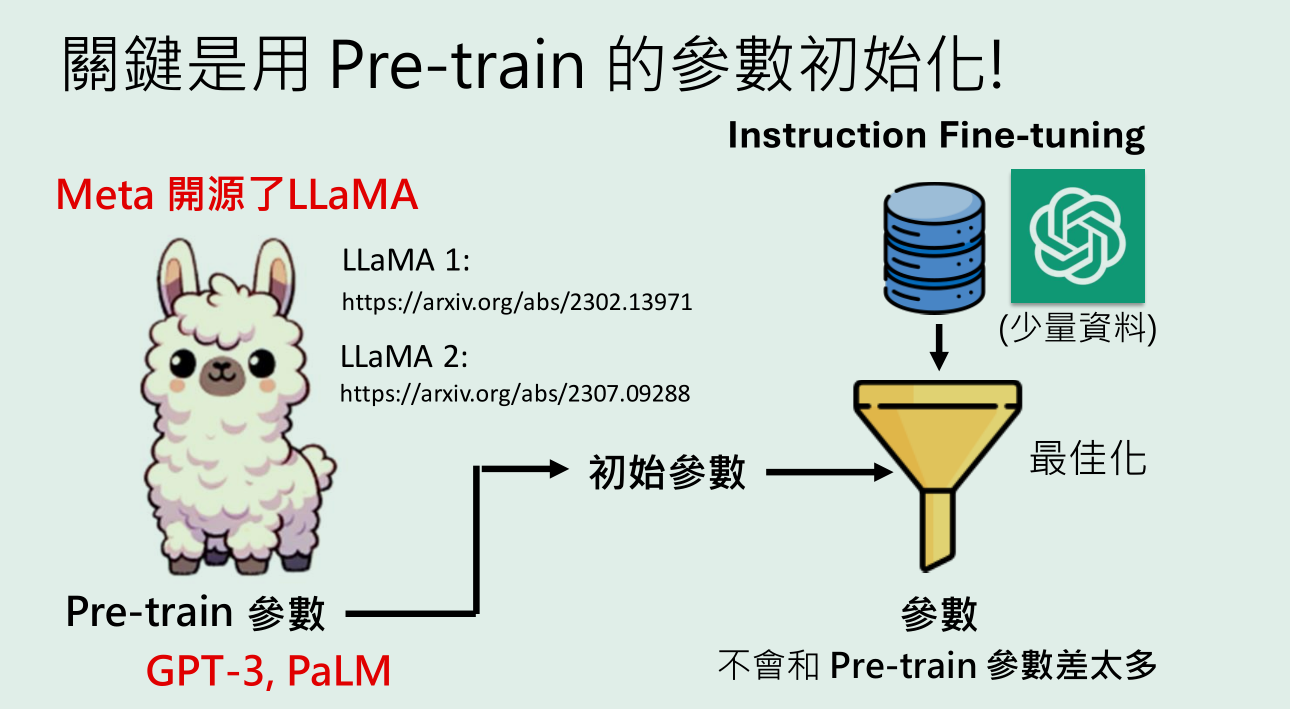 關鍵是用 Pre-train 的參數初始化!
Instruction Fine-tuning
Meta 開源了LLaMA
LLaMA 1:
https://arxiv.org/abs/2302.13971
(少量資料)
LLaMA 2:
https://arxiv.org/abs/2307.09288
初始參數
最佳化
Pre-train 參數
GPT-3, PaLM
參數
不會和 Pre-train 參數差太多